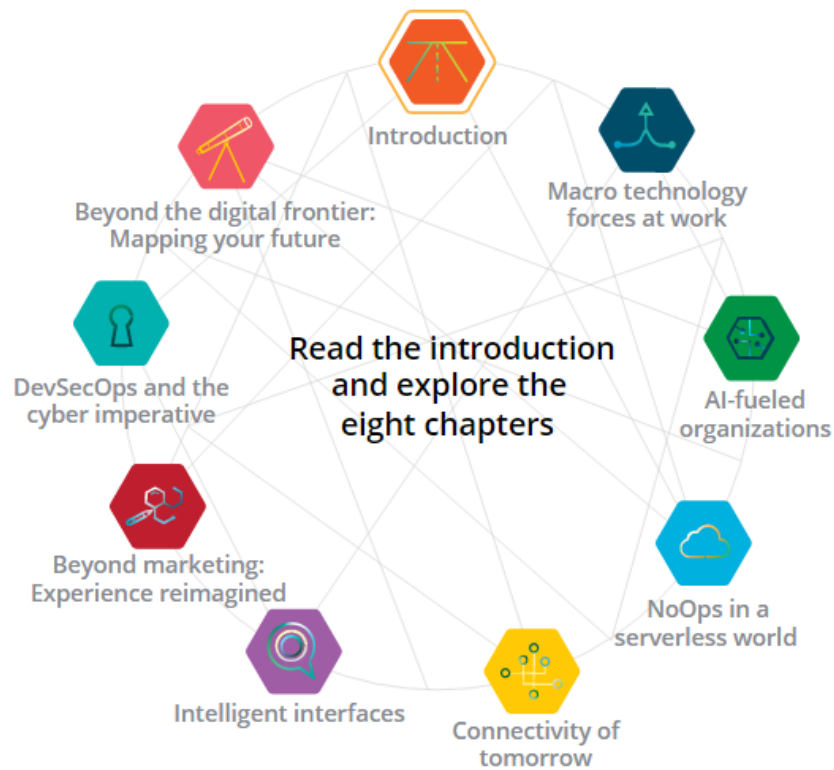 Introduction
Macro technology
forces at work
AI-fueled
organizations
NoOps in a
serverless world
Connectivity of
tomorrow
Intelligent interfaces
Beyond marketing:
Experience reimagined
DevSecOps and the
cyber imperative
Beyond the digital frontier:
Mapping your future
Read the introduction
and explore the
eight chapters